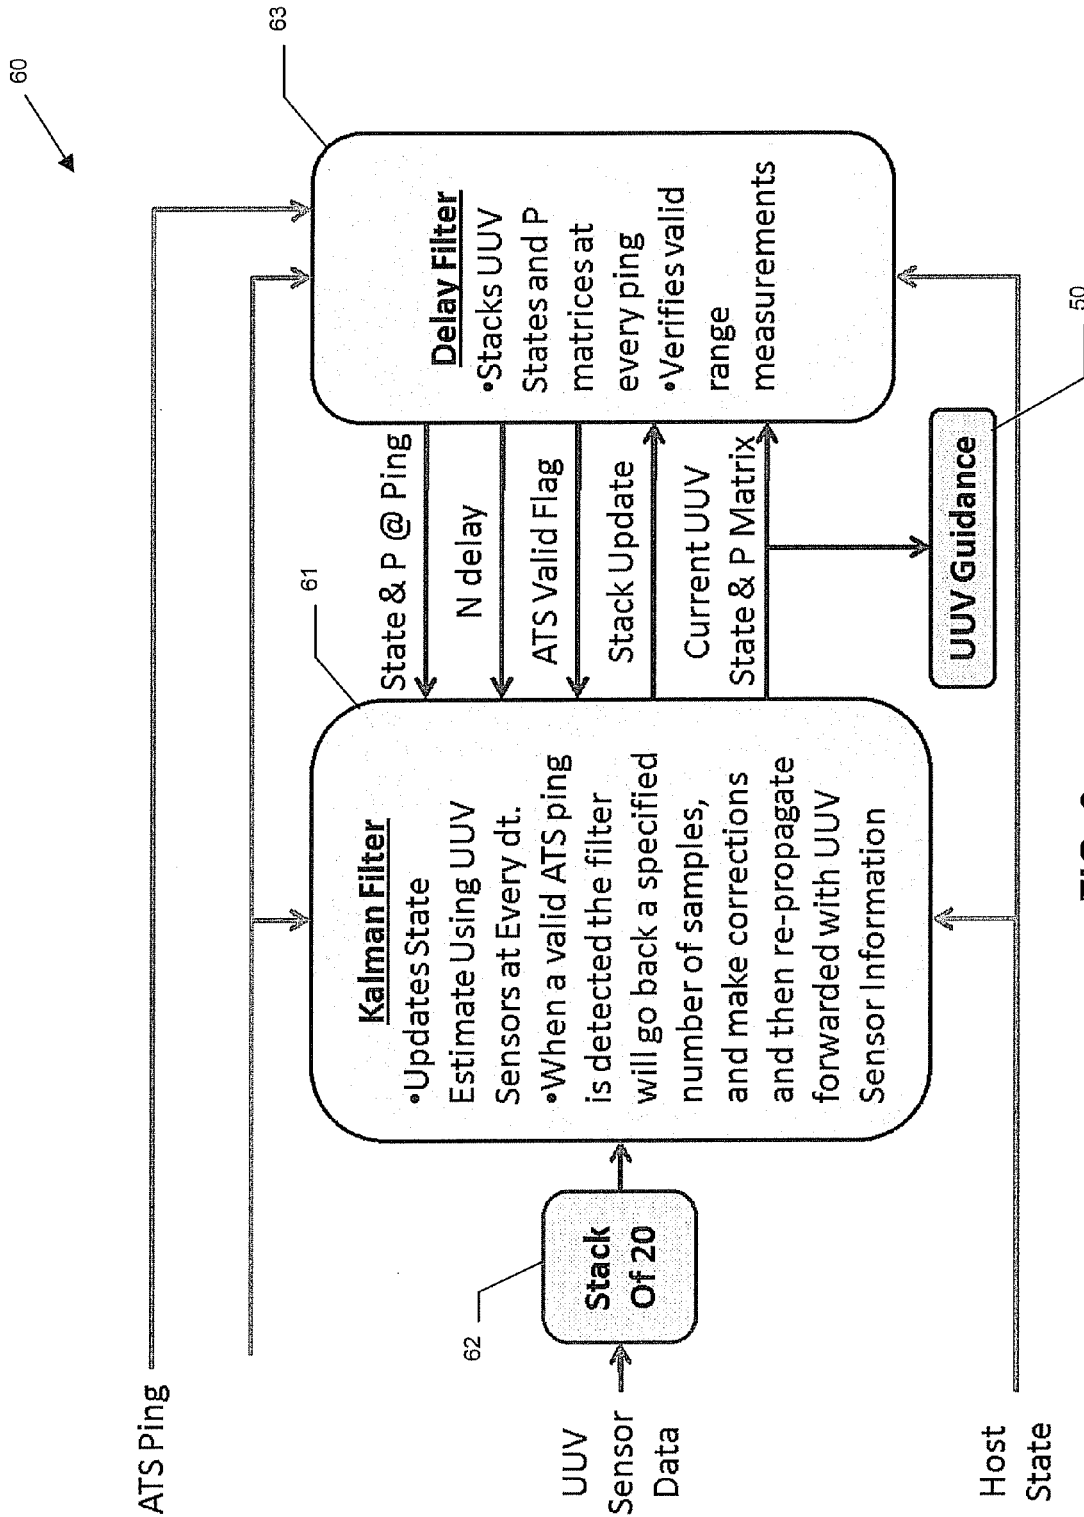 60
63
ATS Ping
Kalman Filter
•Updates State
Estimate Using UUV
Sensors at Every dt.
•When a valid ATS ping
is detected the filter
will go back a specified
number of samples,
and make corrections
and then re-propagate
forwarded with UUV
Sensor Information
61
State & P @ Ping
N delay
ATS Valid Flag
Stack Update
Current UUV
State & P Matrix
Delay Filter
•Stacks UUV
States and P
matrices at
every ping
•Verifies valid
range
measurements
62
Stack
Of 20
UUV
Sensor
Data
UUV Guidance
50
Host
State